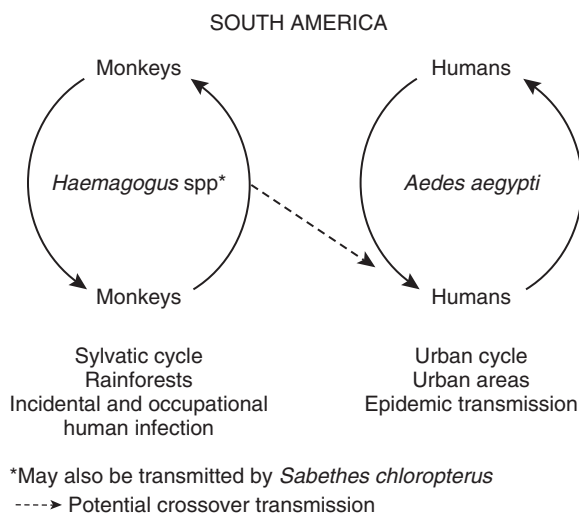 SOUTH AMERICA
Monkeys
Humans
Haemagogus spp*
Aedes aegypti
Monkeys
Humans
Sylvatic cycle
Rainforests
Incidental and occupational
human infection
Urban cycle
Urban areas
Epidemic transmission
*May also be transmitted by Sabethes chloropterus
Potential crossover transmission